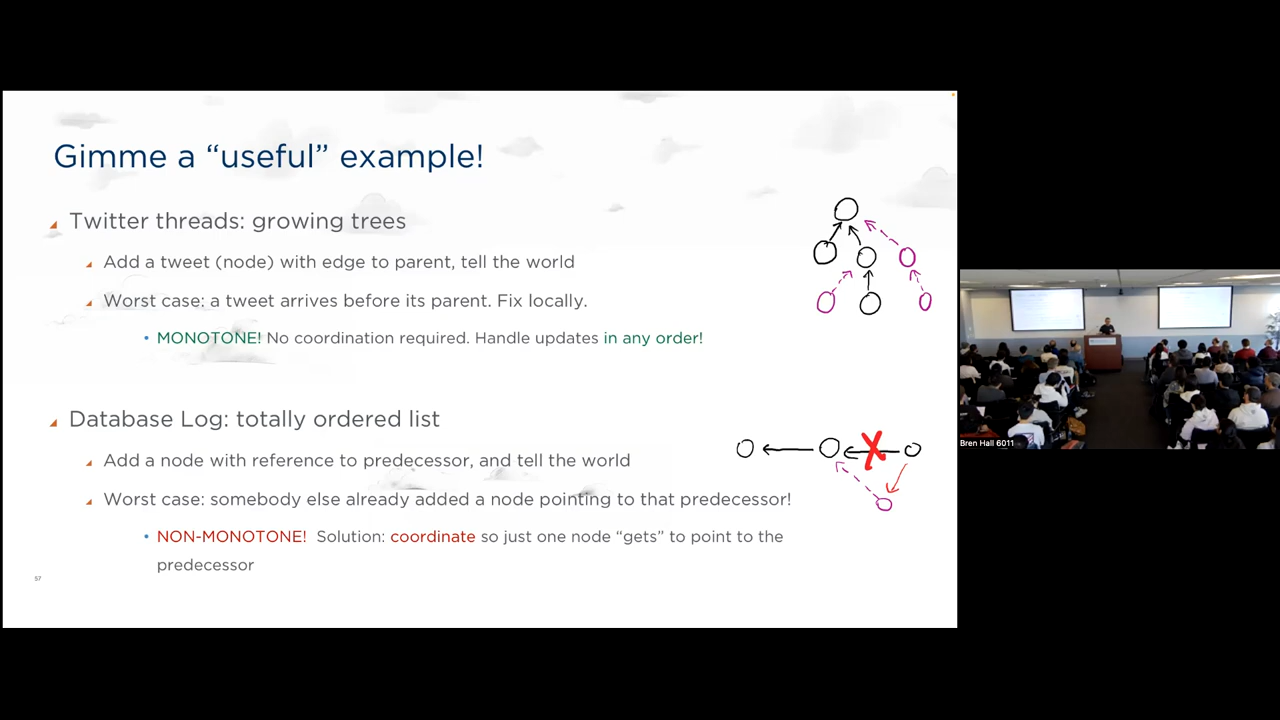 Gimme a “useful” example!
Twitter threads: growing trees
Add a tweet (node) with edge to parent, tell the world
Worst case: a tweet arrives before its parent. Fix locally.
MONOTONE! No coordination required. Handle updates in any order!
Database Log: totally ordered list
Add a node with reference to predecessor, and tell the world
Worst case: somebody else already added a node pointing to that predecessor!
NON-MONOTONE! Solution: coordinate so just one node “gets” to point to the
predecessor
57
Bren Hall 6011